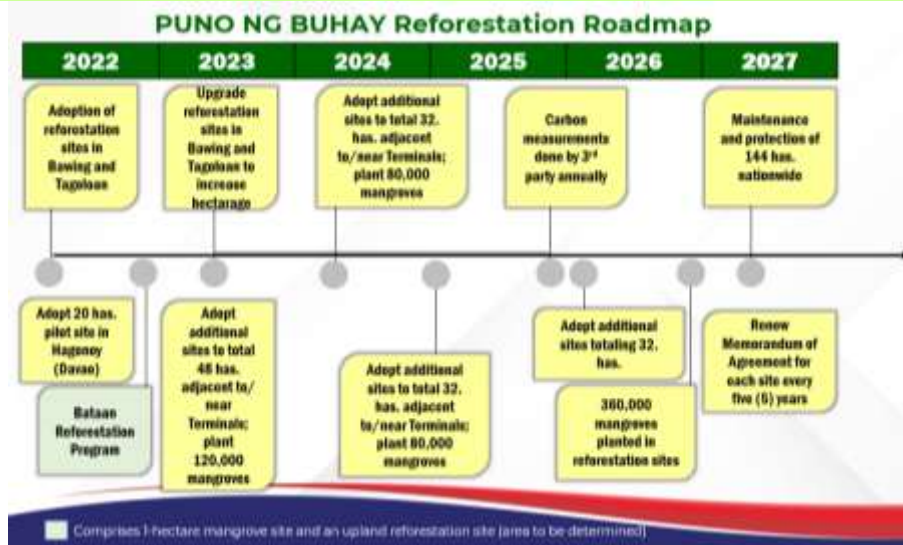 PUNO NG BUHAY Reforestation Roadmap
2022
2023
2024
2025
2026
2027
Adoption of
reforestation
sites in
Bawing and
Tagoloan
Upgrade
reforestation
sites in
Bawing and
Tagoloan to
increase
hectarage
Adopt additional
sites to total 32.
has. adjacent
to/near Terminals;
plant 80,000
mangroves
Carbon
measurements
done by 3rd
party annually
Maintenance
and protection of
144 has.
nationwide
Adopt 20 has.
pilot site in
Hagonoy
(Davao)
Bataan
Reforestation
Program
Adopt
additional
sites to total
48 has.
adjacent to/
near
Terminals;
plant
120,000
mangroves
Adopt additional
sites to total 32.
has. adjacent
to/near Terminals;
plant 80,000
mangroves
Adopt additional
sites totaling 32.
has.
360,000
mangroves
planted in
reforestation sites
Renew
Memorandum of
Agreement for
each site every
five (5) years
Comprises 1-hectare mangrove site and an upland reforestation site (area to be determined)